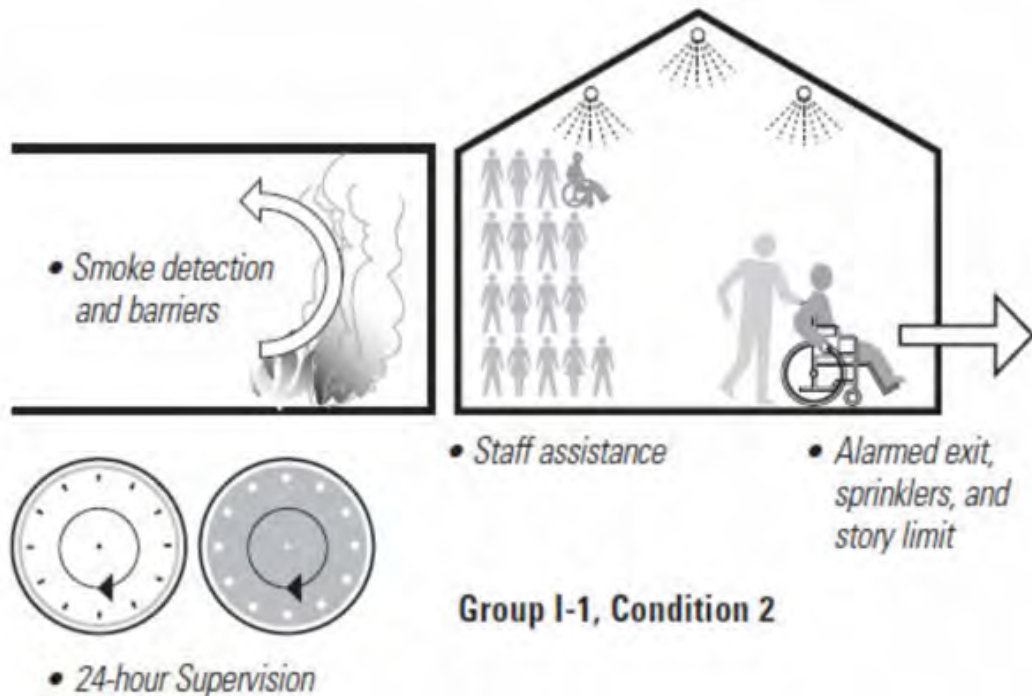 • Smoke detection
and barriers
• Staff assistance
• Alarmed exit,
sprinklers, and
story limit
Group I-1, Condition 2
• 24-hour Supervision